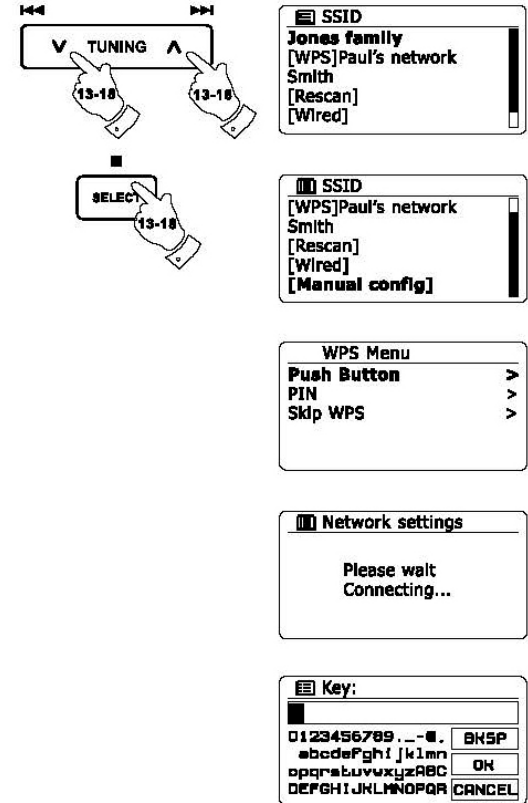 ∨ TUNING ∧
13-18
13-18
SELECT
13-18
SSID
Jones family
[WPS]Paul's network
Smith
[Rescan]
[Wired]
SSID
[WPS]Paul's network
Smith
[Rescan]
[Wired]
[Manual config]
WPS Menu
Push Button >
PIN >
Skip WPS >
Network settings
Please wait
Connecting...
Key:
0123456789._-@, BKSP
abcdefghijklmn
opqrstuvwxyzABC OK
DEFGHIJKLMNOPQR CANCEL